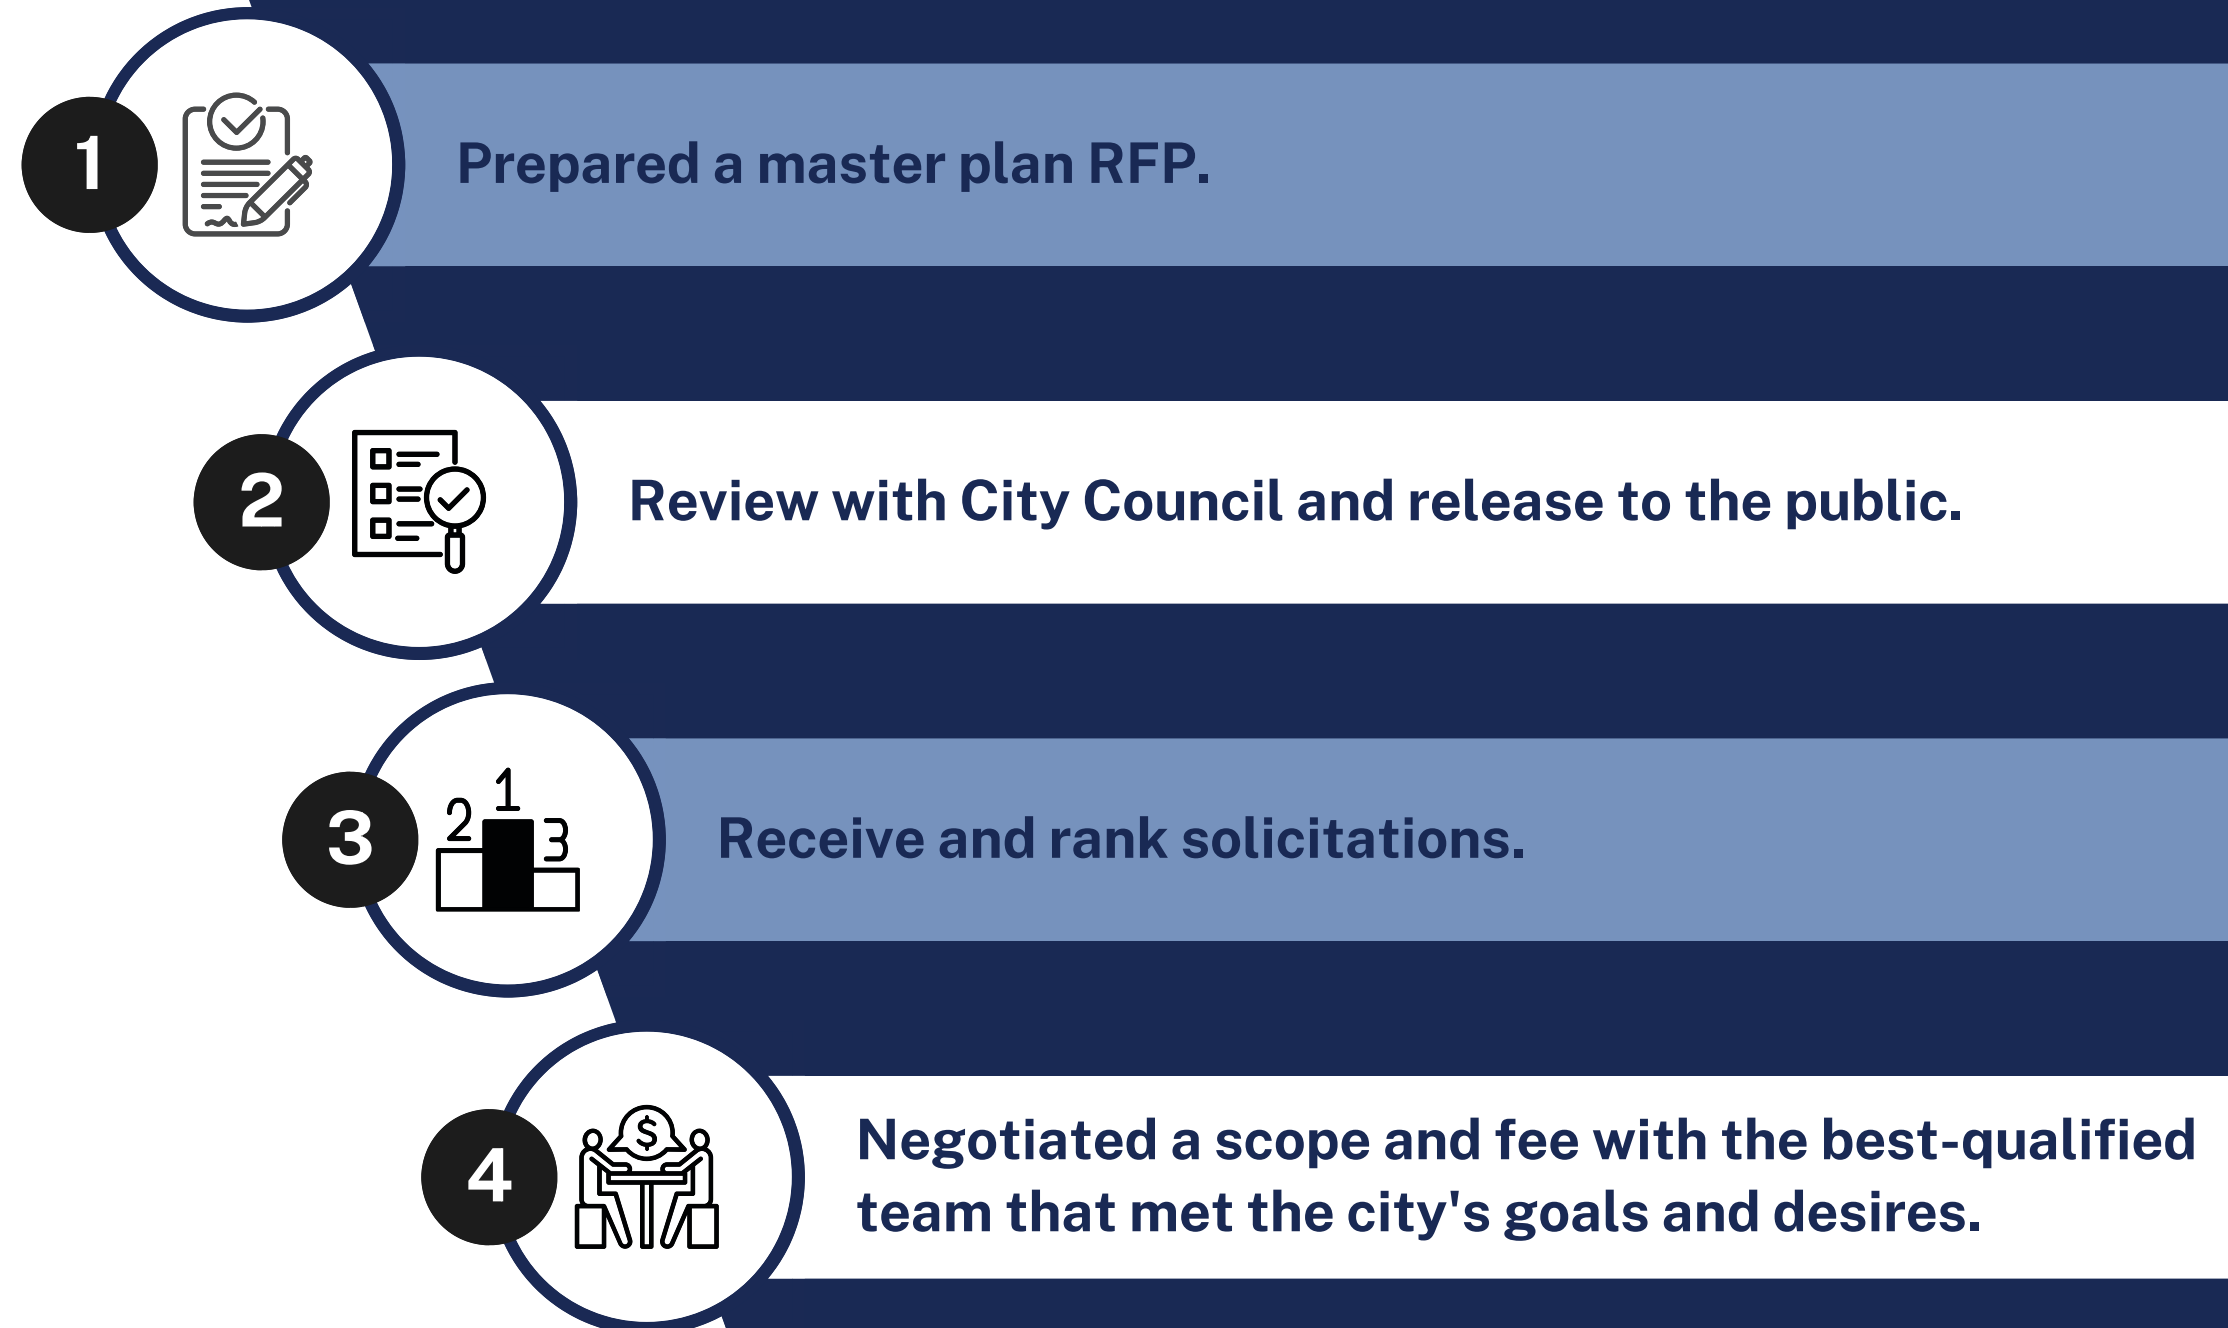 1
Prepared a master plan RFP.
2
Review with City Council and release to the public.
3
1
2
3
Receive and rank solicitations.
4
$
Negotiated a scope and fee with the best-qualified
team that met the city's goals and desires.